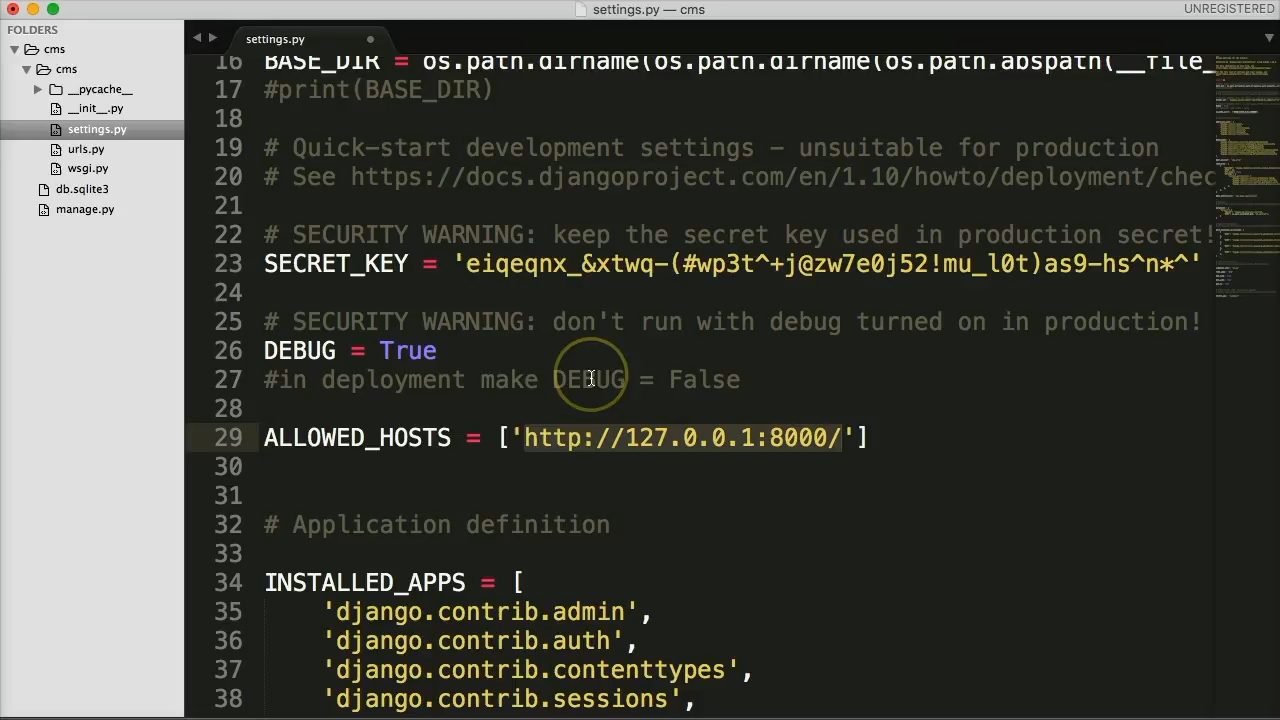 settings.py — cms
UNREGISTERED
FOLDERS
cms
cms
__pycache__
__init__.py
settings.py
urls.py
wsgi.py
db.sqlite3
manage.py
settings.py
16 BASE_DIR = os.path.dirname(os.path.dirname(os.path.abspath(__file_
17 #print(BASE_DIR)
18
19 # Quick-start development settings - unsuitable for production
20 # See https://docs.djangoproject.com/en/1.10/howto/deployment/chec
21
22 # SECURITY WARNING: keep the secret key used in production secret!
23 SECRET_KEY = 'eiqeqnx_&xtwq-(#wp3t^+j@zw7e0j52!mu_l0t)as9-hs^n*^'
24
25 # SECURITY WARNING: don't run with debug turned on in production!
26 DEBUG = True
27 #in deployment make DEBUG = False
28
29 ALLOWED_HOSTS = ['http://127.0.0.1:8000/']
30
31
32 # Application definition
33
34 INSTALLED_APPS = [
35 'django.contrib.admin',
36 'django.contrib.auth',
37 'django.contrib.contenttypes',
38 'django.contrib.sessions',